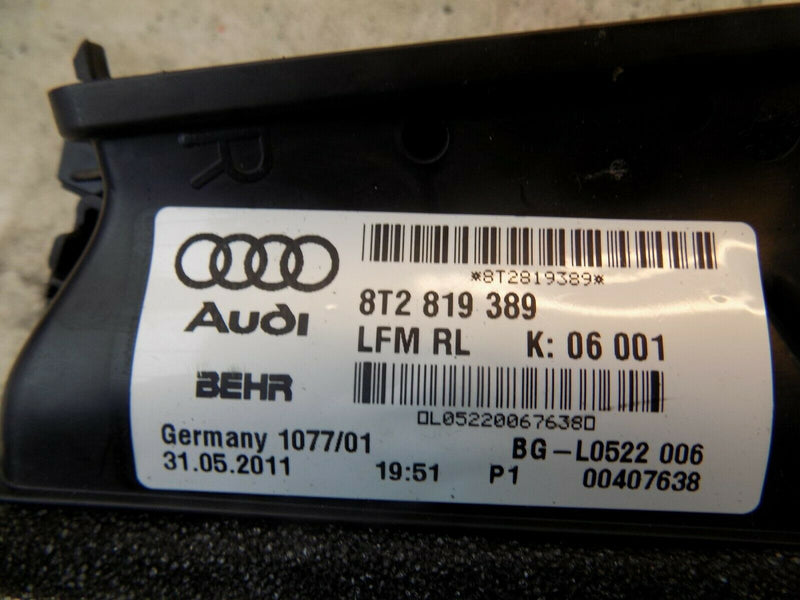 R
Audi
*8T2819389*
8T2 819 389
LFM RL K: 06 001
BEHR
▯L05220067638▯
Germany 1077/01 BG-L0522 006
31.05.2011 19:51 P1 00407638